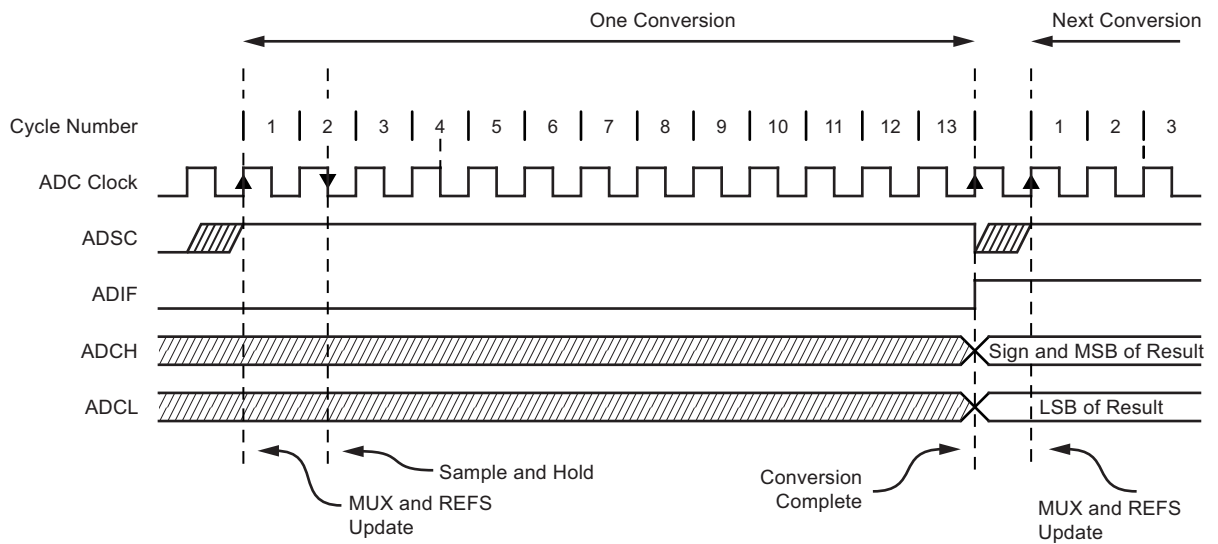 One Conversion
Next Conversion
Cycle Number 1 2 3 4 5 6 7 8 9 10 11 12 13 1 2 3
ADC Clock
ADSC
ADIF
ADCH
Sign and MSB of Result
ADCL
LSB of Result
Sample and Hold
MUX and REFS
Update
Conversion
Complete
MUX and REFS
Update